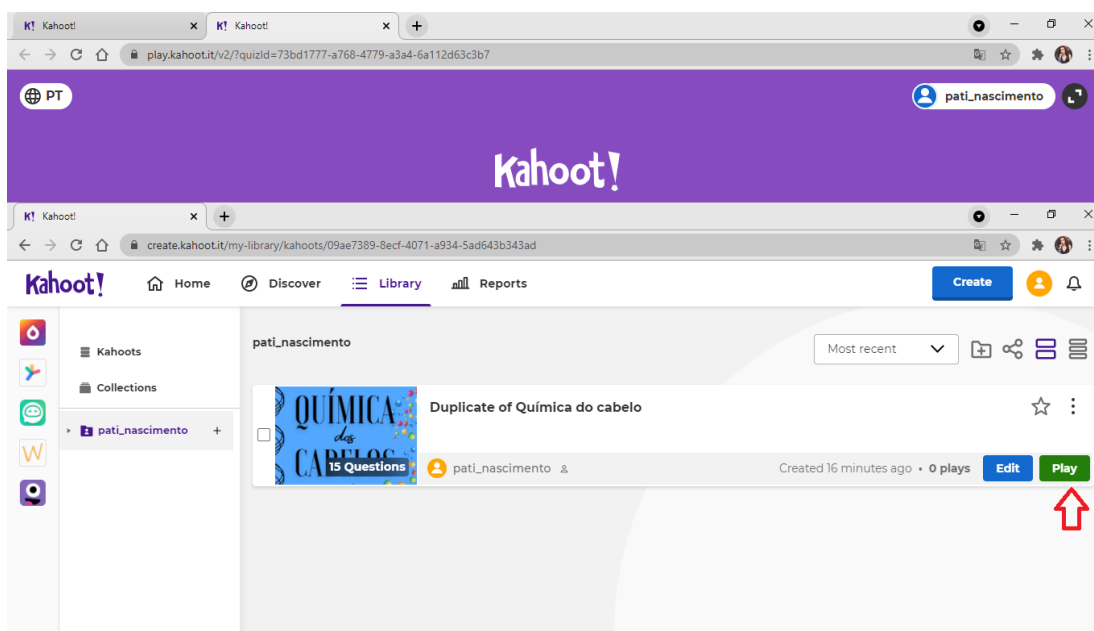 K! Kahoot!
K! Kahoot!
play.kahoot.it/v2/?quizId=73bd1777-a768-4779-a3a4-6a112d63c3b7
PT
pati_nascimento
Kahoot!
K! Kahoot!
create.kahoot.it/my-library/kahoots/09ae7389-8ecf-4071-a934-5ad643b343ad
Kahoot!
Home
Discover
Library
Reports
Create
Kahoots
Collections
pati_nascimento
pati_nascimento
Most recent
QUÍMICA
dos
CABELOS
15 Questions
Duplicate of Química do cabelo
pati_nascimento
Created 16 minutes ago • 0 plays
Edit
Play
W